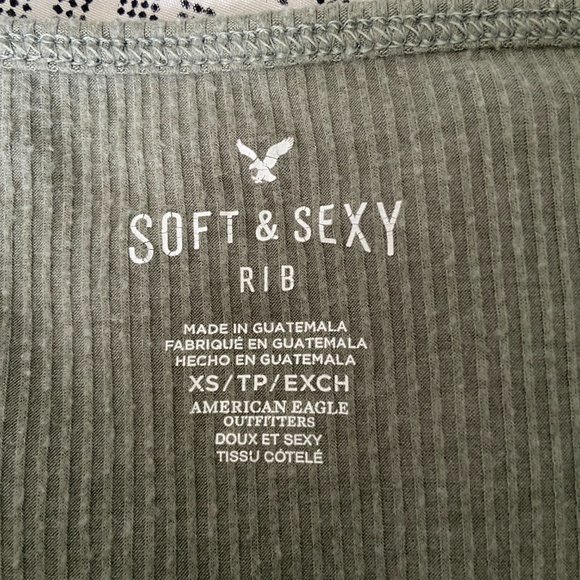 SOFT & SEXY
RIB
MADE IN GUATEMALA
FABRIQUÉ EN GUATEMALA
HECHO EN GUATEMALA
XS/TP/EXCH
AMERICAN EAGLE
OUTFITTERS
DOUX ET SEXY
TISSU CÔTELÉ